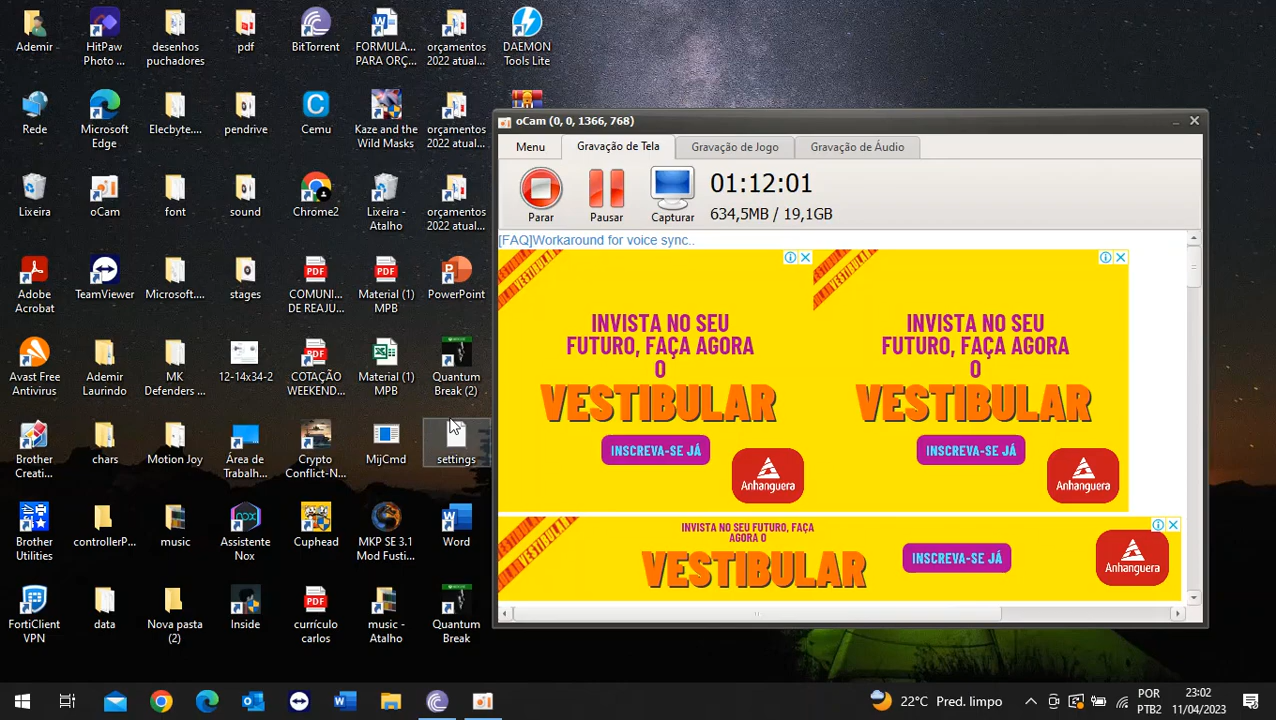 Ademir
HitPaw
Photo ...
desenhos
puchadores
pdf
BitTorrent
FORMULA...
PARA ORÇ...
orçamentos
2022 atual...
DAEMON
Tools Lite
Rede
Microsoft
Edge
Elecbyte....
pendrive
Cemu
Kaze and the
Wild Masks
orçamentos
2022 atua...
Lixeira
oCam
font
sound
Chrome2
Lixeira -
Atalho
orçamentos
2022 atual...
Adobe
Acrobat
TeamViewer
Microsoft....
stages
PDF
COMUNI...
DE REAJU...
PDF
Material (1)
MPB
PowerPoint
Avast Free
Antivirus
Ademir
Laurindo
MK
Defenders ...
12-14x34-2
PDF
COTAÇÃO
WEEKEND...
Material (1)
MPB
Quantum
Break (2)
Brother
Creati...
chars
Motion Joy
Área de
Trabalh...
Crypto
Conflict-N...
MijCmd
settings
Brother
Utilities
controllerP...
music
Assistente
Nox
Cuphead
MKP SE 3.1
Mod Fusti...
Word
FortiClient
VPN
data
Nova pasta
(2)
Inside
PDF
currículo
carlos
music -
Atalho
Quantum
Break
oCam (0, 0, 1366, 768)
Menu
Gravação de Tela
Gravação de Jogo
Gravação de Áudio
Parar
Pausar
Capturar
01:12:01
634,5MB / 19,1GB
[FAQ]Workaround for voice sync..
INVISTA NO SEU
FUTURO, FAÇA AGORA
O
VESTIBULAR
INSCREVA-SE JÁ
Anhanguera
INVISTA NO SEU
FUTURO, FAÇA AGORA
O
VESTIBULAR
INSCREVA-SE JÁ
Anhanguera
INVISTA NO SEU FUTURO, FAÇA
AGORA O
VESTIBULAR
INSCREVA-SE JÁ
Anhanguera
22°C Pred. limpo
POR
PTB2
23:02
11/04/2023